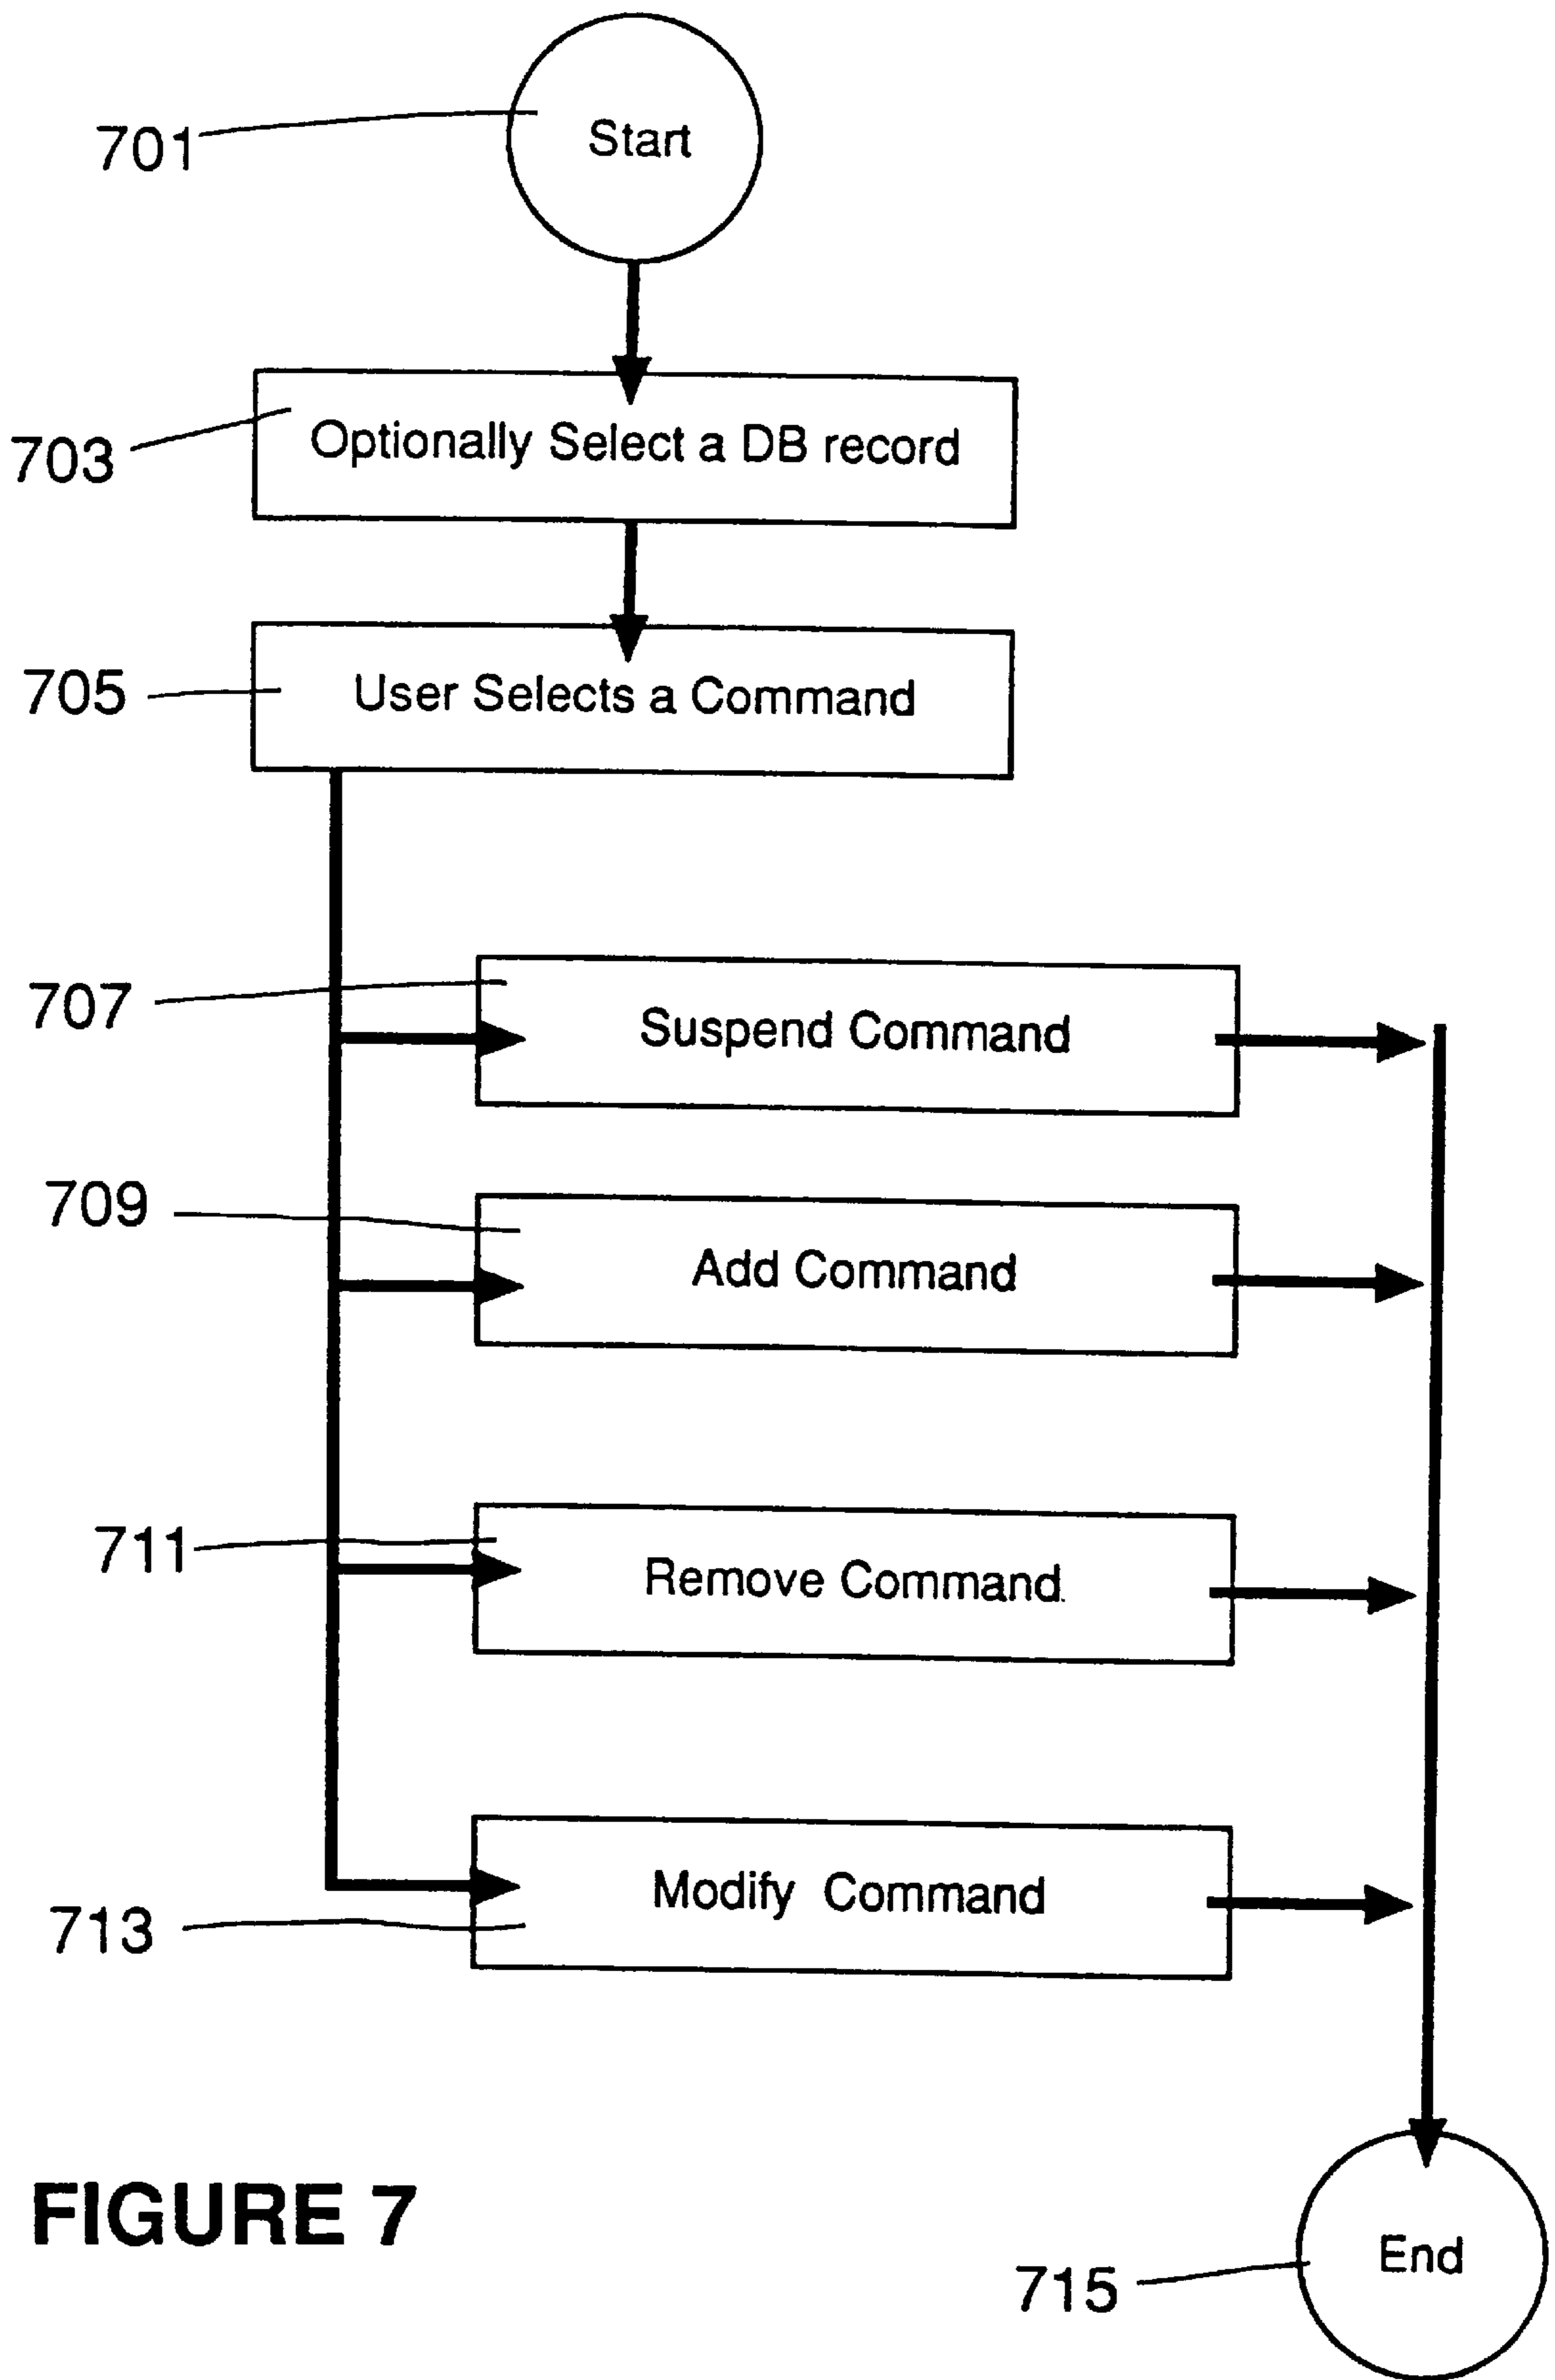 701
Start
703
Optionally Select a DB record
705
User Selects a Command
707
Suspend Command
709
Add Command
711
Remove Command.
713
Modify Command
FIGURE 7
715
End